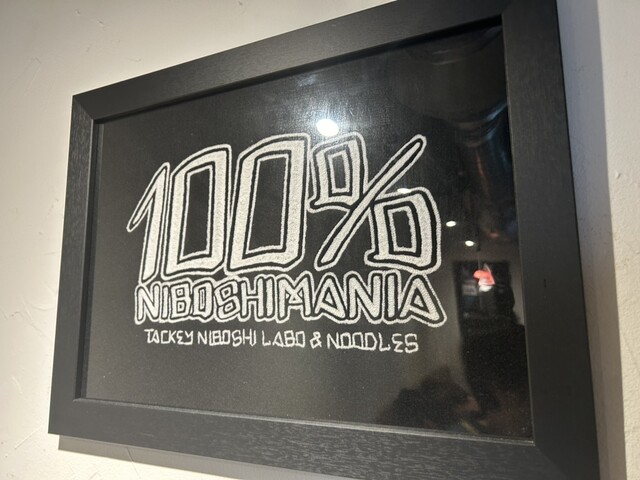 100%
NIBOSHIMANIA
TACKEY NIBOSHI LABO & NOODLES